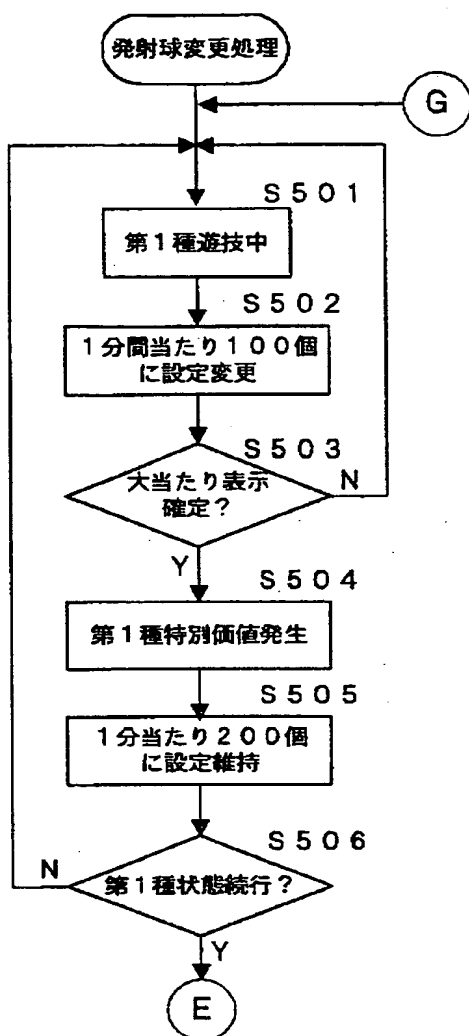 発射球変更処理
G
S501
第1種遊技中
S502
1分間当たり100個
に設定変更
S503
大当たり表示
確定?
N
Y
S504
第1種特別価値発生
S505
1分当たり200個
に設定維持
S506
N
第1種状態続行?
Y
E